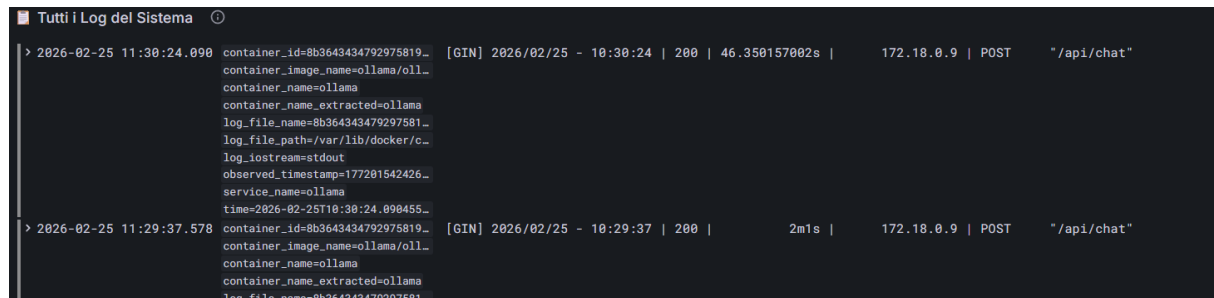 Tutti i Log del Sistema
> 2026-02-25 11:30:24.090 container_id=8b3643434792975819… [GIN] 2026/02/25 - 10:30:24 | 200 | 46.350157002s | 172.18.0.9 | POST "/api/chat"
container_image_name=ollama/oll…
container_name=ollama
container_name_extracted=ollama
log_file_name=8b364343479297581…
log_file_path=/var/lib/docker/c…
log_iostream=stdout
observed_timestamp=177201542426…
service_name=ollama
time=2026-02-25T10:30:24.090455…
> 2026-02-25 11:29:37.578 container_id=8b3643434792975819… [GIN] 2026/02/25 - 10:29:37 | 200 | 2m1s | 172.18.0.9 | POST "/api/chat"
container_image_name=ollama/oll…
container_name=ollama
container_name_extracted=ollama
log_file_name=8b364343479297581…